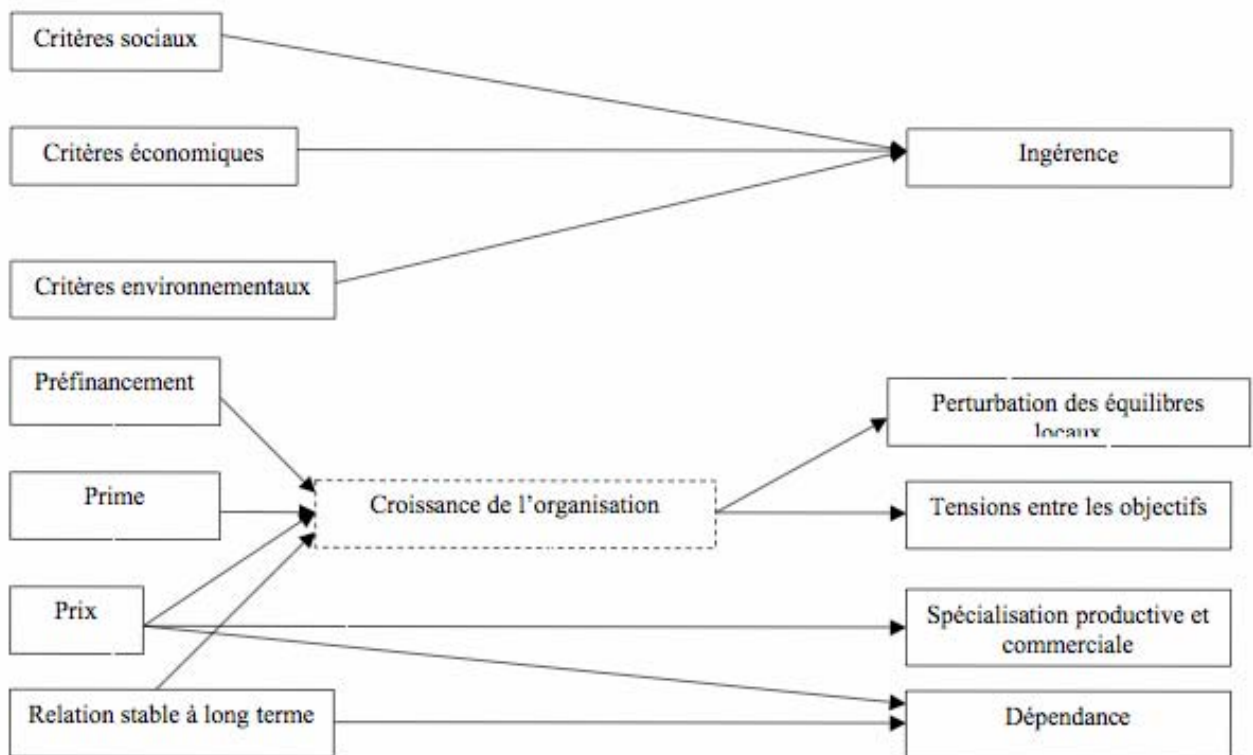 Critères sociaux
Critères économiques
Ingérence
Critères environnementaux
Préfinancement
Perturbation des équilibres
locaux
Prime
Croissance de l'organisation
Tensions entre les objectifs
Prix
Spécialisation productive et
commerciale
Relation stable à long terme
Dépendance